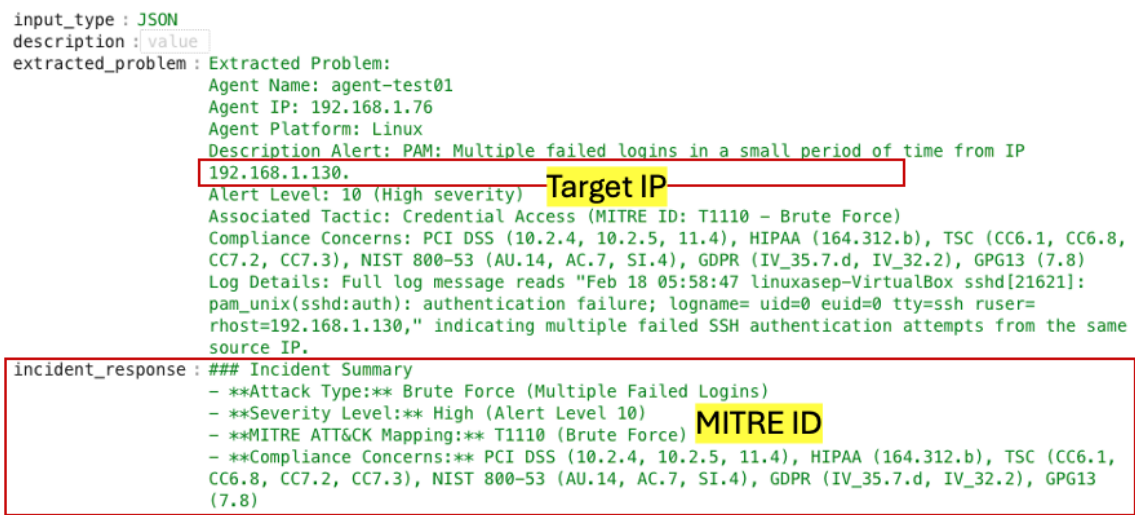 input_type : JSON
description : value
extracted_problem : Extracted Problem:
Agent Name: agent-test01
Agent IP: 192.168.1.76
Agent Platform: Linux
Description Alert: PAM: Multiple failed logins in a small period of time from IP
192.168.1.130.
Target IP
Alert Level: 10 (High severity)
Associated Tactic: Credential Access (MITRE ID: T1110 – Brute Force)
Compliance Concerns: PCI DSS (10.2.4, 10.2.5, 11.4), HIPAA (164.312.b), TSC (CC6.1, CC6.8,
CC7.2, CC7.3), NIST 800-53 (AU.14, AC.7, SI.4), GDPR (IV_35.7.d, IV_32.2), GPG13 (7.8)
Log Details: Full log message reads "Feb 18 05:58:47 linuxasep-VirtualBox sshd[21621]:
pam_unix(sshd:auth): authentication failure; logname= uid=0 euid=0 tty=ssh ruser=
rhost=192.168.1.130," indicating multiple failed SSH authentication attempts from the same
source IP.
incident_response : ### Incident Summary
– **Attack Type:** Brute Force (Multiple Failed Logins)
– **Severity Level:** High (Alert Level 10)
– **MITRE ATT&CK Mapping:** T1110 (Brute Force)
MITRE ID
– **Compliance Concerns:** PCI DSS (10.2.4, 10.2.5, 11.4), HIPAA (164.312.b), TSC (CC6.1,
CC6.8, CC7.2, CC7.3), NIST 800-53 (AU.14, AC.7, SI.4), GDPR (IV_35.7.d, IV_32.2), GPG13
(7.8)